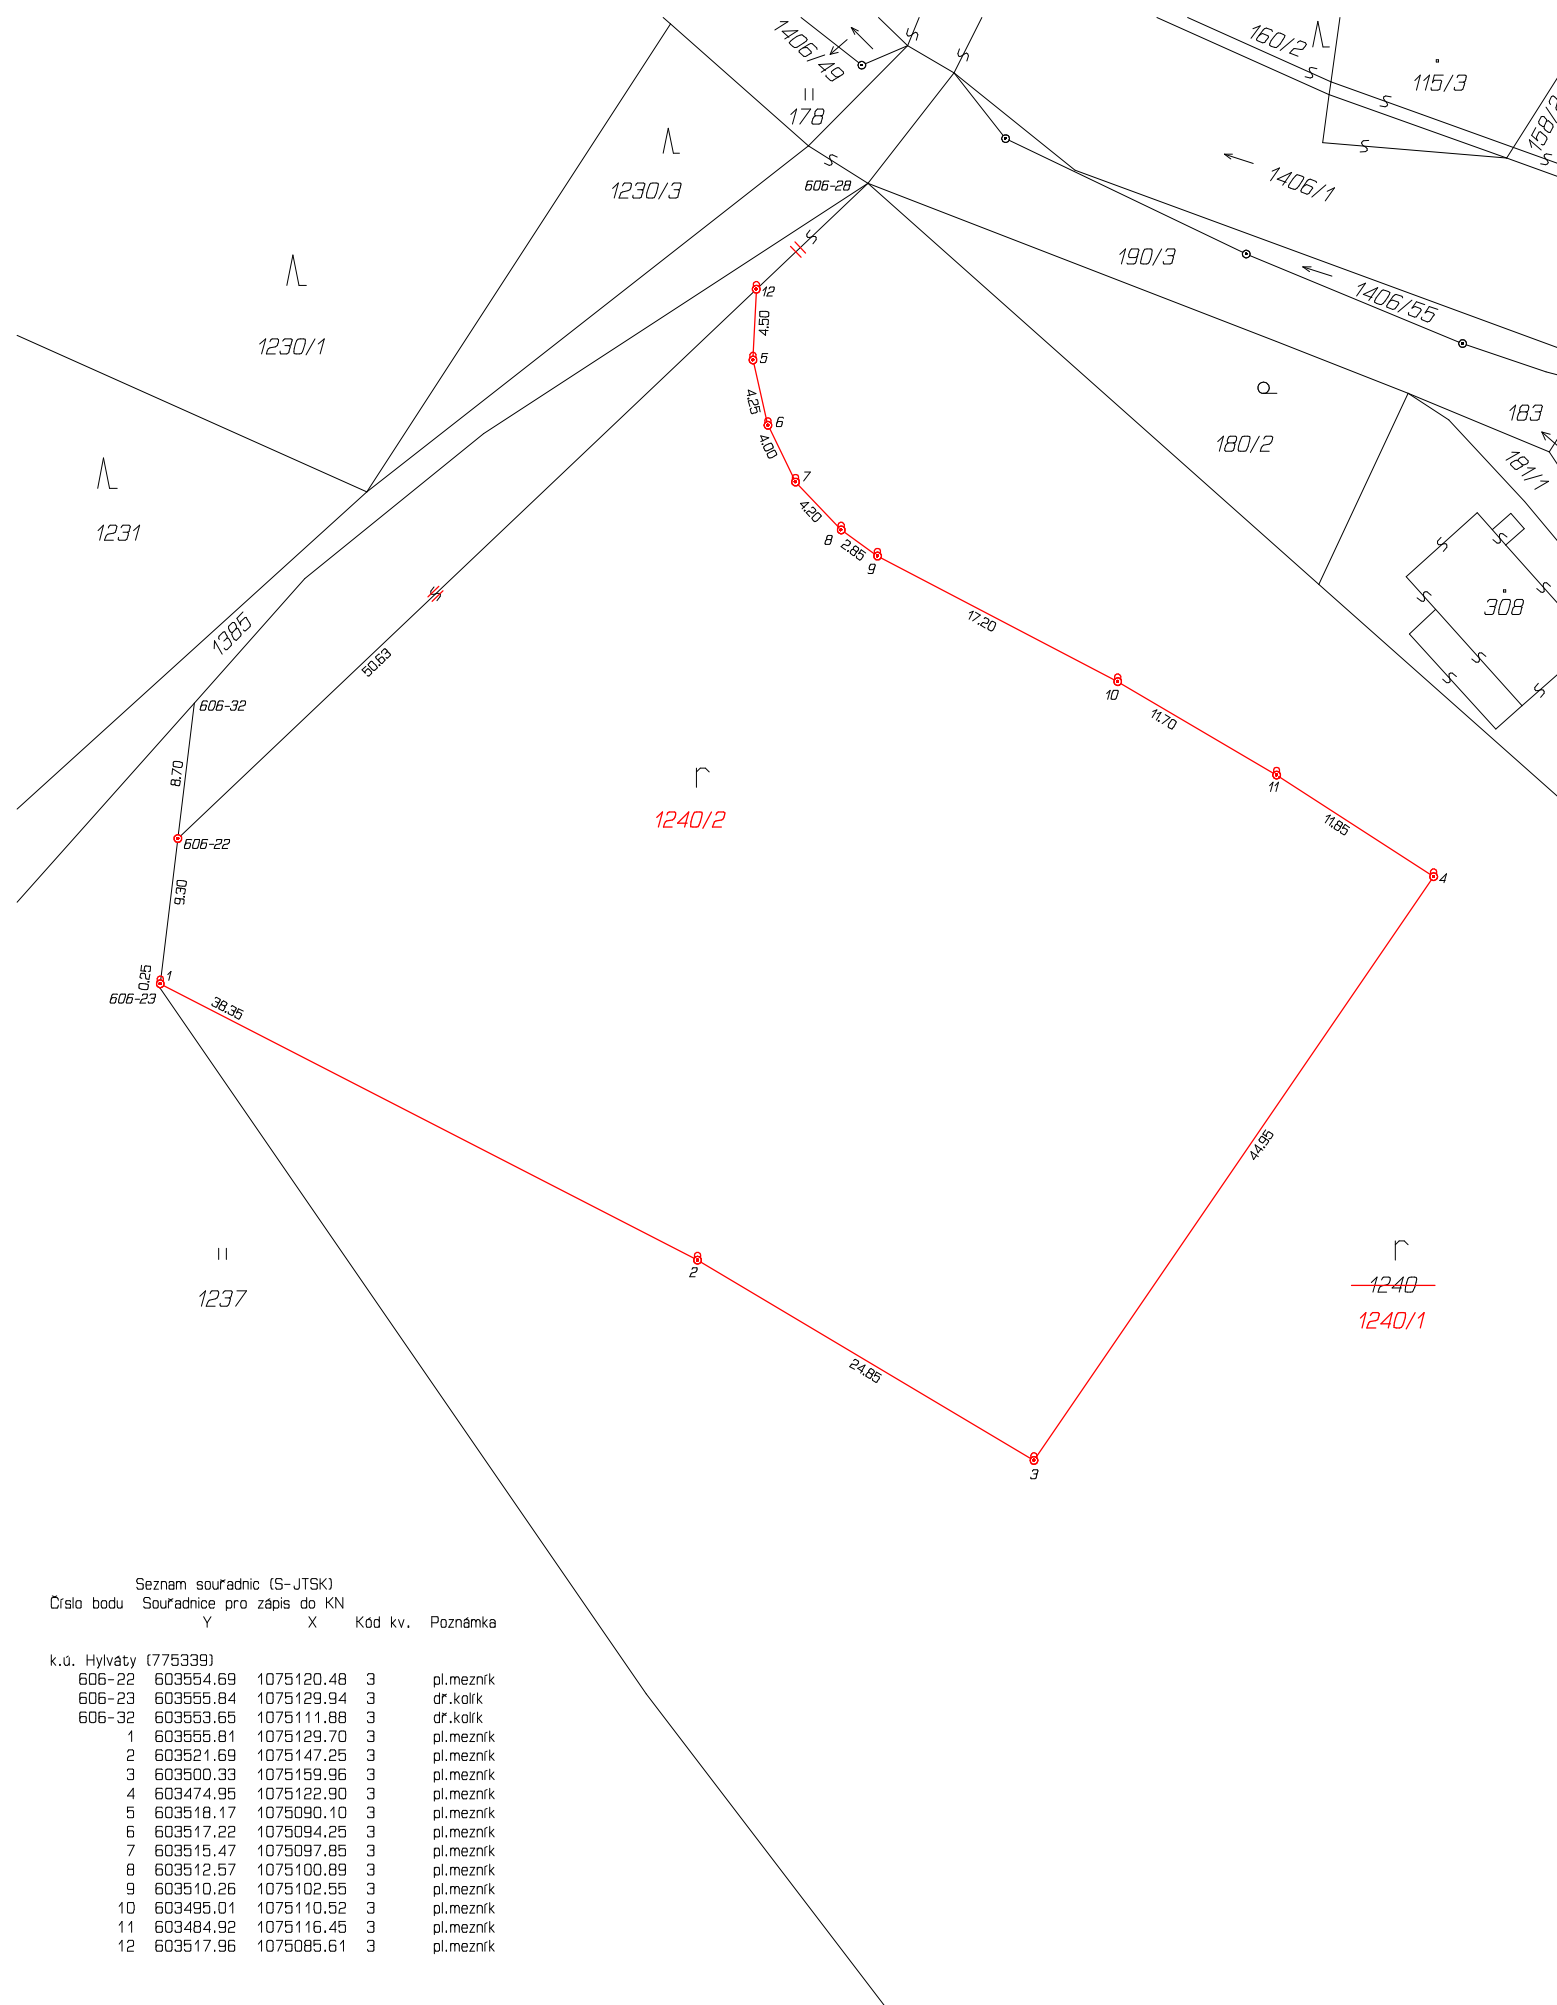 1406/49
160/2
115/3
158/2
178
1230/3
606-28
1406/1
190/3
12
4.50
1406/55
1230/1
5
4.25
6
4.00
183
180/2
181/1
7
4.20
8
2.85
9
1231
308
1385
17.20
50.63
606-32
10
11.70
8.70
11
1240/2
11.85
606-22
4
9.30
0.25
1
606-23
38.35
44.95
2
1237
1240
1240/1
24.85
3
Seznam souřadnic (S-JTSK)
Číslo bodu Souřadnice pro zápis do KN
Y X Kód kv. Poznámka
k.ú. Hylváty (775339)
606-22 603554.69 1075120.48 3 pl.mezník
606-23 603555.84 1075129.94 3 dř.kolík
606-32 603553.65 1075111.88 3 dř.kolík
1 603555.81 1075129.70 3 pl.mezník
2 603521.69 1075147.25 3 pl.mezník
3 603500.33 1075159.96 3 pl.mezník
4 603474.95 1075122.90 3 pl.mezník
5 603518.17 1075090.10 3 pl.mezník
6 603517.22 1075094.25 3 pl.mezník
7 603515.47 1075097.85 3 pl.mezník
8 603512.57 1075100.89 3 pl.mezník
9 603510.26 1075102.55 3 pl.mezník
10 603495.01 1075110.52 3 pl.mezník
11 603484.92 1075116.45 3 pl.mezník
12 603517.96 1075085.61 3 pl.mezník